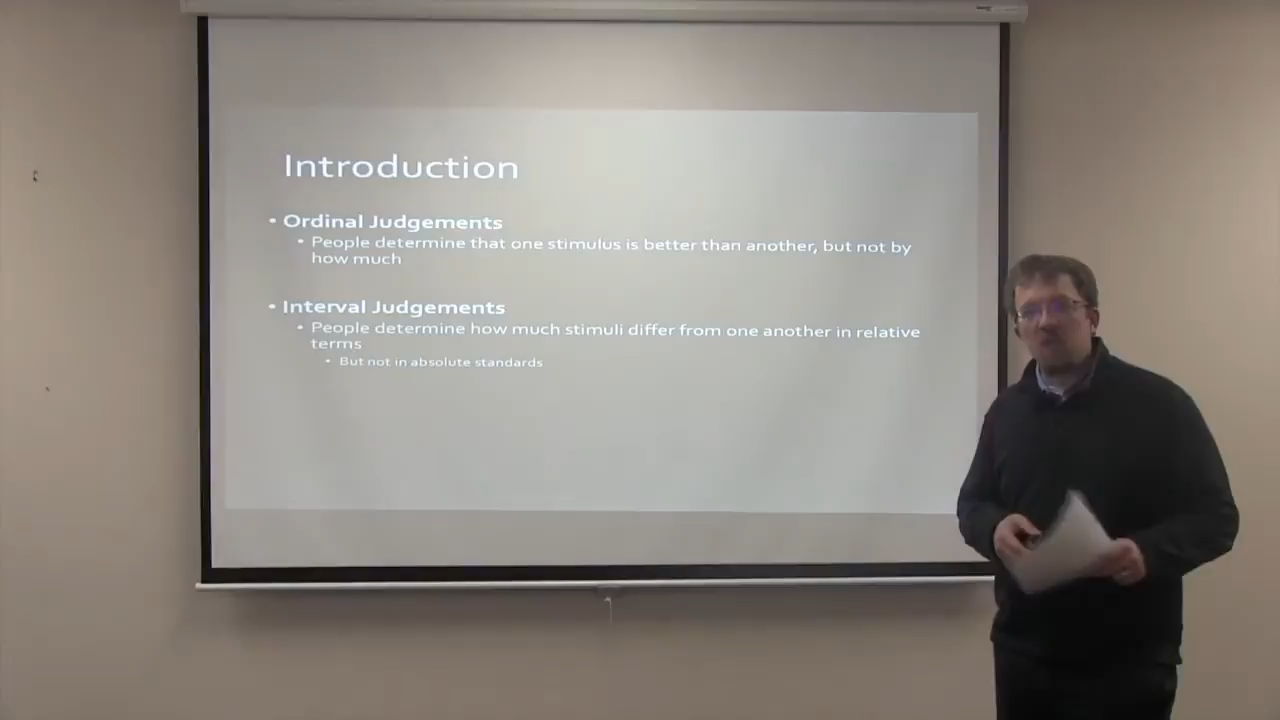 Introduction
• Ordinal Judgements
• People determine that one stimulus is better than another, but not by
how much
• Interval Judgements
• People determine how much stimuli differ from one another in relative
terms
• But not in absolute standards